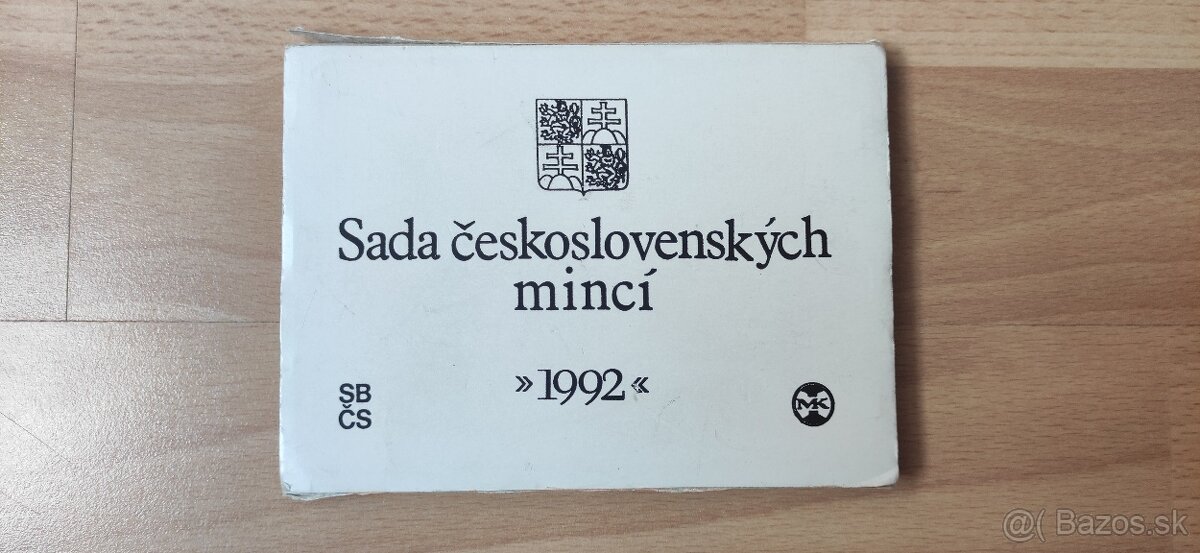 Sada československých
mincí
»1992«
SB
ČS
MK
@( Bazos.sk